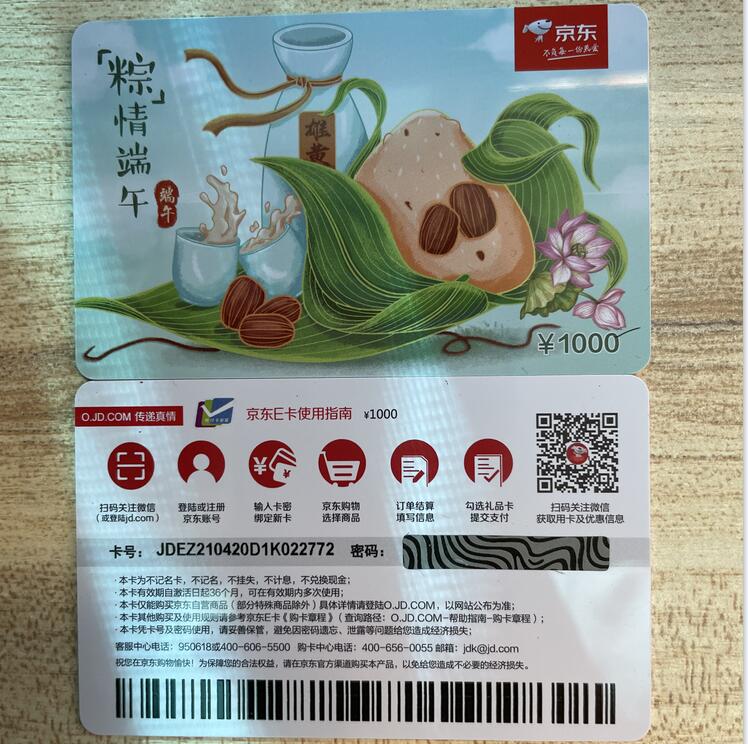 京东
不负每一份热爱
「粽」情端午
端午
雄黄
¥1000
O.JD.COM 传递真情
京东E卡使用指南 ¥1000
扫码关注微信
(或登陆jd.com)
登陆或注册
京东账号
输入卡密
绑定新卡
京东购物
选择商品
订单结算
填写信息
勾选礼品卡
提交支付
扫码关注微信
获取用卡及优惠信息
卡号： JDEZ210420D1K022772 密码：
· 本卡为不记名卡，不记名，不挂失，不计息，不兑换现金；
· 本卡有效期自激活日起36个月，可在有效期内多次使用；
· 本卡仅能购买京东自营商品（部分特殊商品除外）具体详情请登陆O.JD.COM，以网站公布为准；
· 本卡其他购买及使用规则请参考京东E卡《购卡章程》（查询路径：O.JD.COM-帮助指南-购卡章程）；
· 本卡凭卡号及密码使用，请妥善保管，避免因密码遗忘、泄露等问题给您造成经济损失；
客服中心电话：950618或400-606-5500 购卡中心电话：400-656-0055 邮箱：jdk@jd.com
祝您在京东购物愉快！为保障您的合法权益，请在京东官方渠道购买本产品，以免给您造成不必要的经济损失。